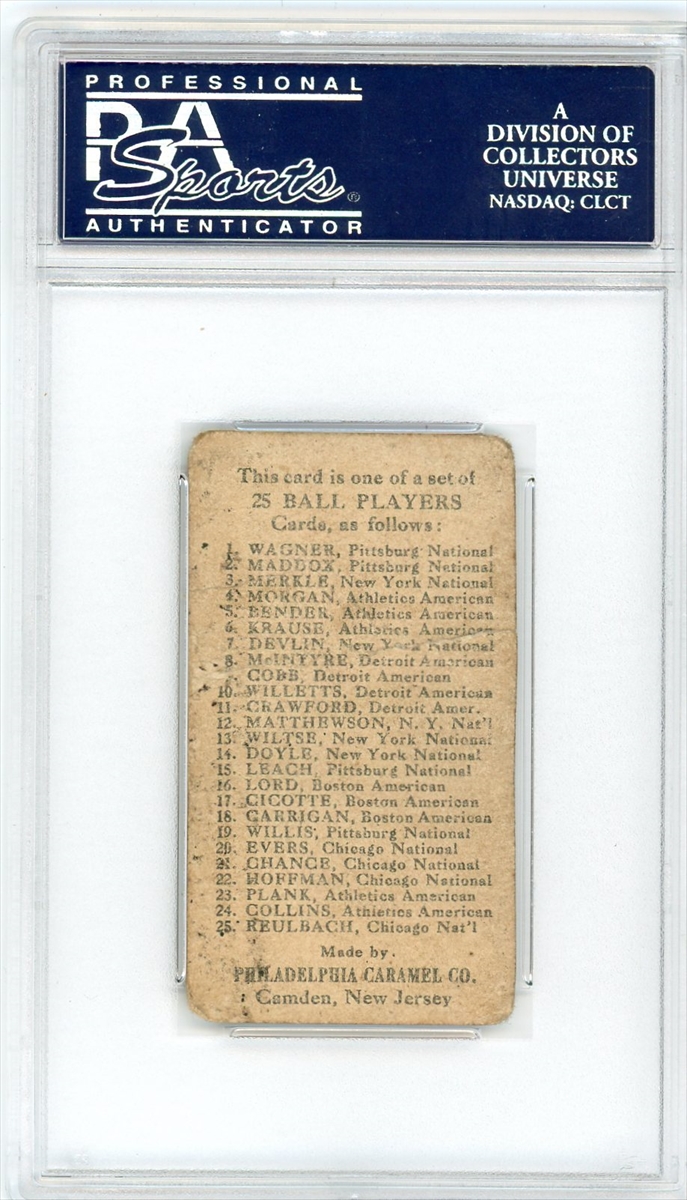 PROFESSIONAL
PSA
Sports ®
AUTHENTICATOR
A
DIVISION OF
COLLECTORS
UNIVERSE
NASDAQ: CLCT
This card is one of a set of
25 BALL PLAYERS
Cards, as follows:
1. WAGNER, Pittsburg National
2. MADDOX, Pittsburg National
3. MERKLE, New York National
4. MORGAN, Athletics American
5. BENDER, Athletics American
6. KRAUSE, Athletics American
7. DEVLIN, New York National
8. McINTYRE, Detroit American
COBB, Detroit American
10. WILLETTS, Detroit American
11. CRAWFORD, Detroit Amer.
12. MATTHEWSON, N. Y. Nat'l
13. WILTSE, New York National
14. DOYLE, New York National
15. LEACH, Pittsburg National
16. LORD, Boston American
17. CICOTTE, Boston American
18. CARRIGAN, Boston American
19. WILLIS, Pittsburg National
20. EVERS, Chicago National
21. CHANCE, Chicago National
22. HOFFMAN, Chicago National
23. PLANK, Athletics American
24. COLLINS, Athletics American
25. REULBACH, Chicago Nat'l
Made by
PHILADELPHIA CARAMEL CO.
Camden, New Jersey